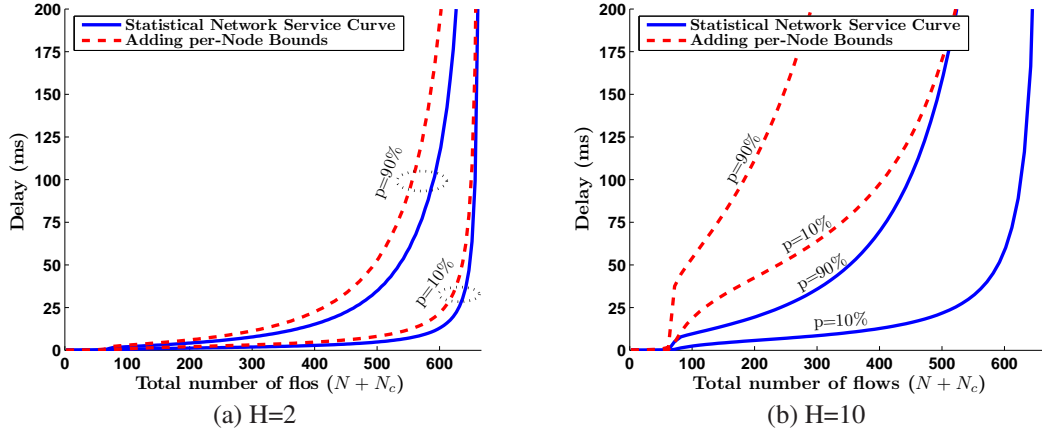 200
175
150
125
100
75
50
25
0
Delay (ms)
Statistical Network Service Curve
Adding per-Node Bounds
p=90%
p=10%
0 100 200 300 400 500 600
Total number of flos (N + N_c)
(a) H=2
200
175
150
125
100
75
50
25
0
Delay (ms)
Statistical Network Service Curve
Adding per-Node Bounds
p=90%
p=10%
p=90%
p=10%
0 100 200 300 400 500 600
Total number of flows (N + N_c)
(b) H=10